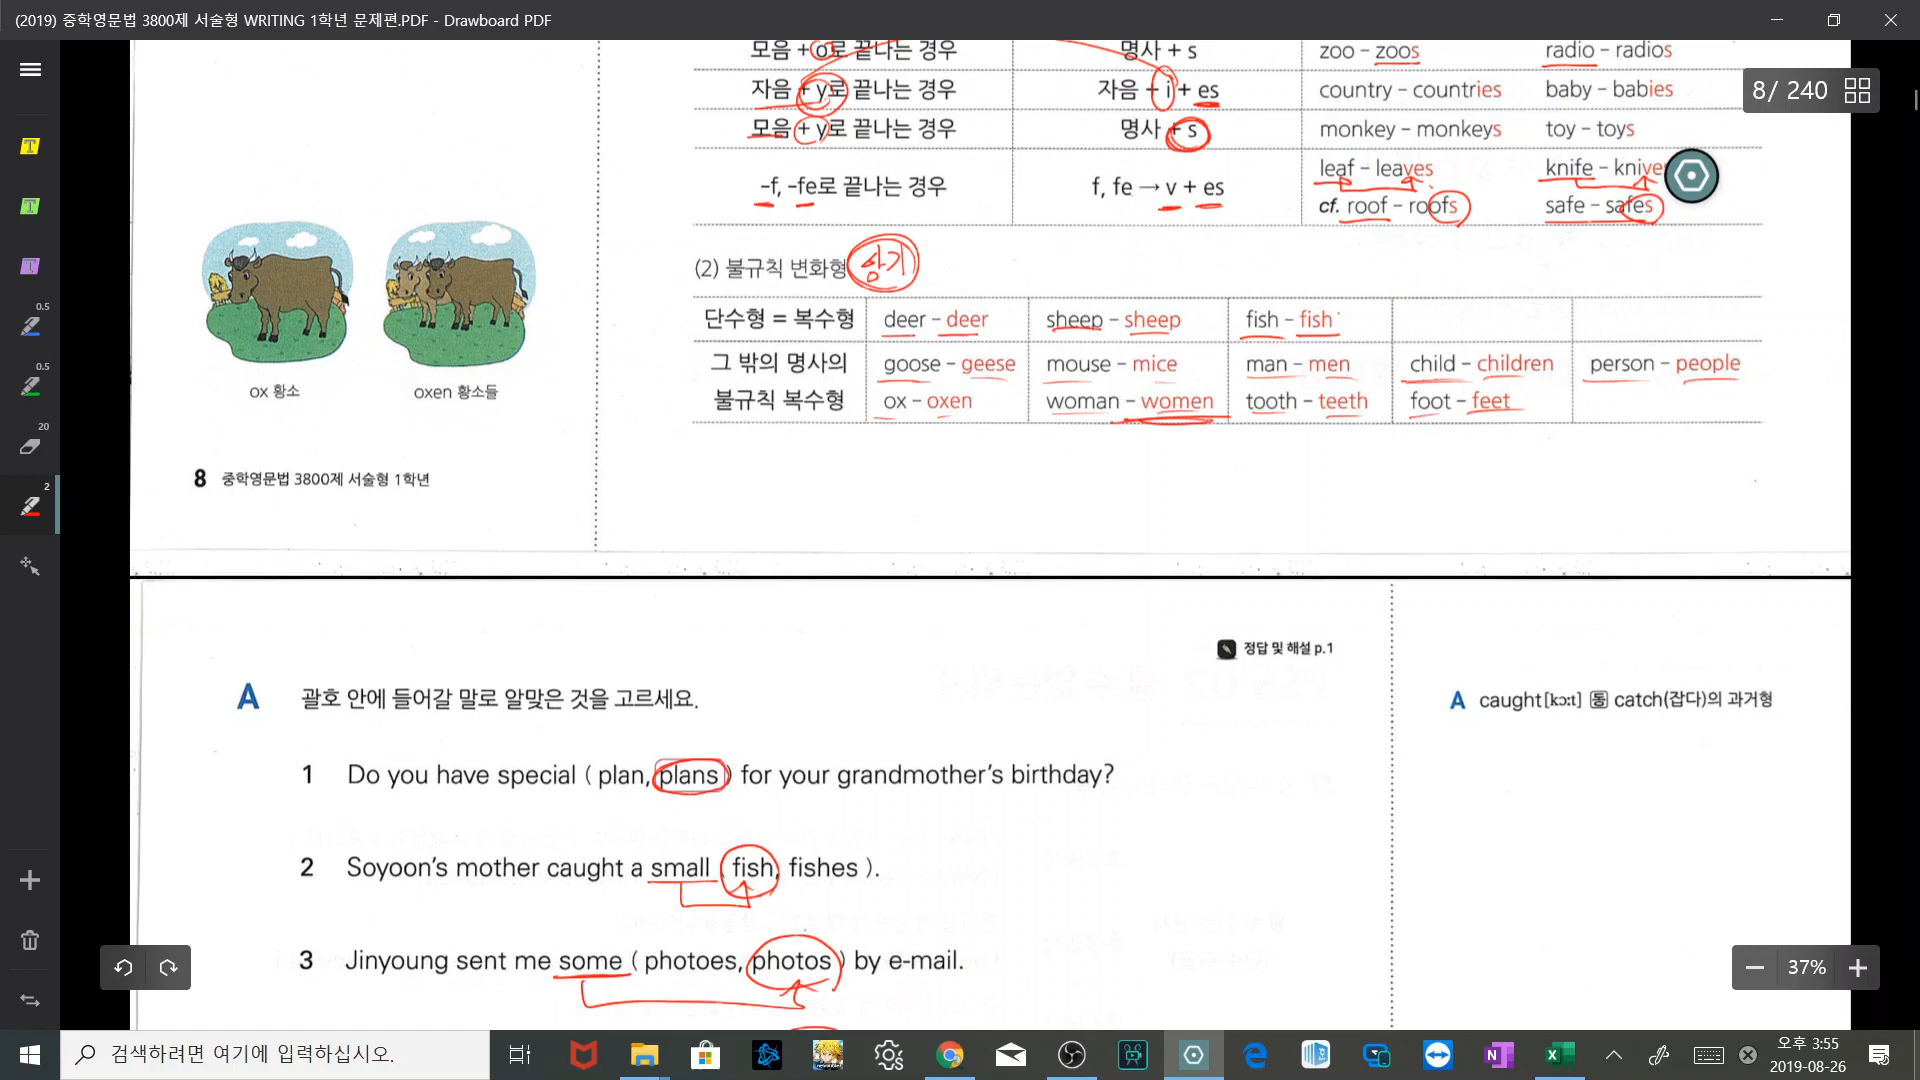 (2019) 중학영문법 3800제 서술형 WRITING 1학년 문제편.PDF - Drawboard PDF
모음 + o로 끝나는 경우 명사 + s zoo – zoos radio – radios
자음 + y로 끝나는 경우 자음 + i + es country – countries baby – babies
모음 + y로 끝나는 경우 명사 + s monkey – monkeys toy – toys
–f, –fe로 끝나는 경우 f, fe → v + es leaf – leaves knife – knives
cf. roof – roofs safe – safes
8/ 240
(2) 불규칙 변화형 암기
단수형 = 복수형 deer – deer sheep – sheep fish – fish
그 밖의 명사의 goose – geese mouse – mice man – men child – children person – people
불규칙 복수형 ox – oxen woman – women tooth – teeth foot – feet
ox 황소 oxen 황소들
8 중학영문법 3800제 서술형 1학년
정답 및 해설 p.1
A 괄호 안에 들어갈 말로 알맞은 것을 고르세요.
A caught[kɔːt] 동 catch(잡다)의 과거형
1 Do you have special ( plan, plans ) for your grandmother's birthday?
2 Soyoon's mother caught a small ( fish, fishes ).
3 Jinyoung sent me some ( photoes, photos ) by e-mail.
0.5
0.5
20
2
37%
검색하려면 여기에 입력하십시오.
오후 3:55
2019-08-26